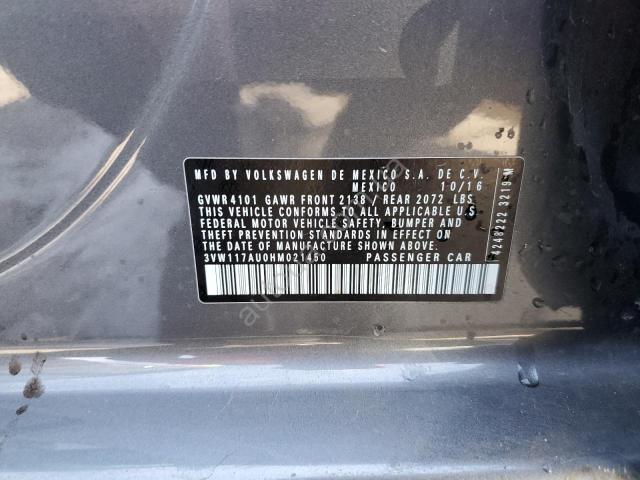 MFD BY VOLKSWAGEN DE MEXICO S.A. DE C.V.
MEXICO 10/16
GVWR 4101 GAWR FRONT 2138 / REAR 2072 LBS
THIS VEHICLE CONFORMS TO ALL APPLICABLE U.S
FEDERAL MOTOR VEHICLE SAFETY, BUMPER AND
THEFT PREVENTION STANDARDS IN EFFECT ON THE
DATE OF MANUFACTURE SHOWN ABOVE.
3VW117AU0HM021450 PASSENGER CAR
3219-M